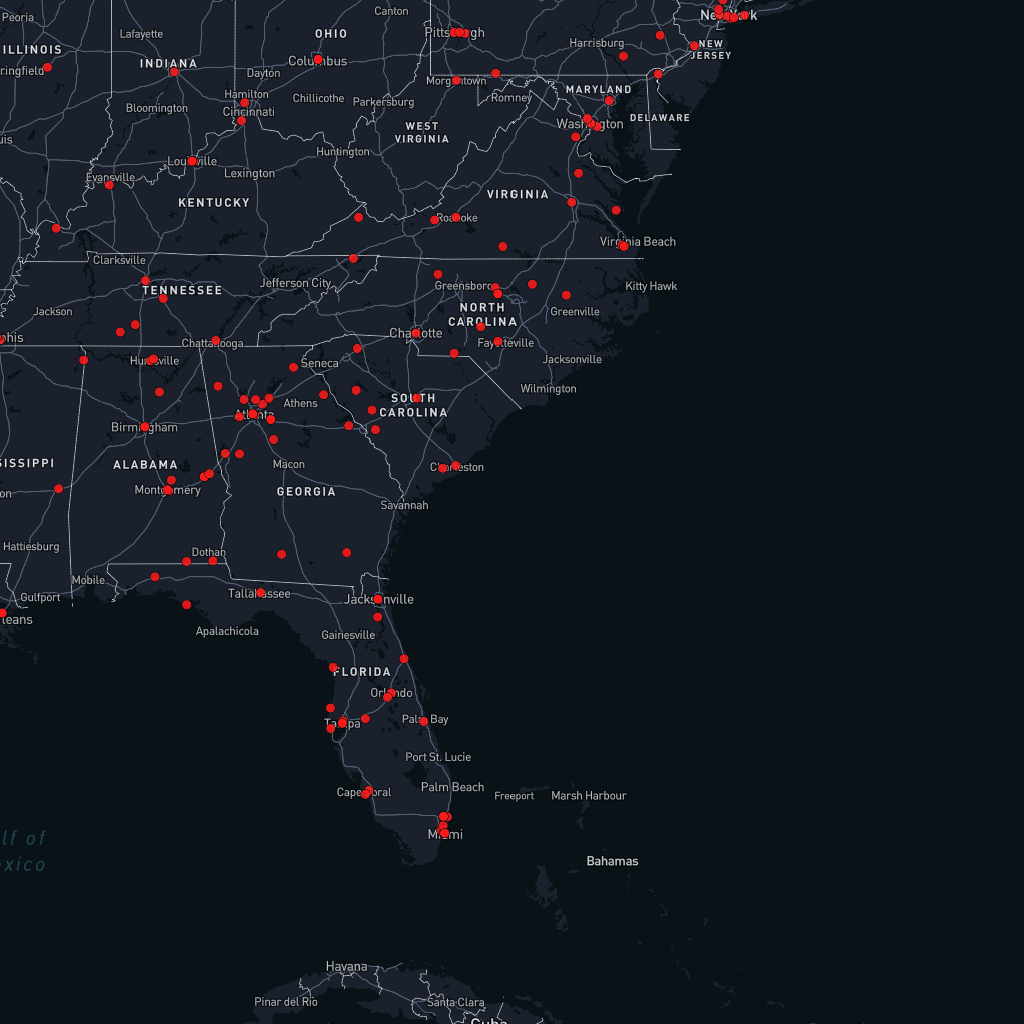 Peoria
Canton
Lafayette
OHIO
Pittsburgh
New York
ILLINOIS
Harrisburg
NEW
JERSEY
INDIANA
Columbus
ringfield
Dayton
Morgantown
MARYLAND
Hamilton
Chillicothe
Parkersburg
Romney
Bloomington
Cincinnati
DELAWARE
Washington
WEST
VIRGINIA
uis
Huntington
Louisville
Lexington
Evansville
VIRGINIA
KENTUCKY
Roanoke
Virginia Beach
Clarksville
Jefferson City
Greensboro
Kitty Hawk
TENNESSEE
NORTH
CAROLINA
Jackson
Greenville
phis
Charlotte
Chattanooga
Fayetteville
Huntsville
Seneca
Jacksonville
Wilmington
Athens
SOUTH
CAROLINA
Atlanta
Birmingham
SISSIPPI
ALABAMA
Macon
Charleston
on
Montgomery
GEORGIA
Savannah
Hattiesburg
Dothan
Mobile
Gulfport
Tallahassee
Jacksonville
leans
Apalachicola
Gainesville
FLORIDA
Orlando
Tampa
Palm Bay
Port St. Lucie
Cape Coral
Palm Beach
Freeport
Marsh Harbour
Miami
lf of
exico
Bahamas
Havana
Pinar del Río
Santa Clara
Cuba